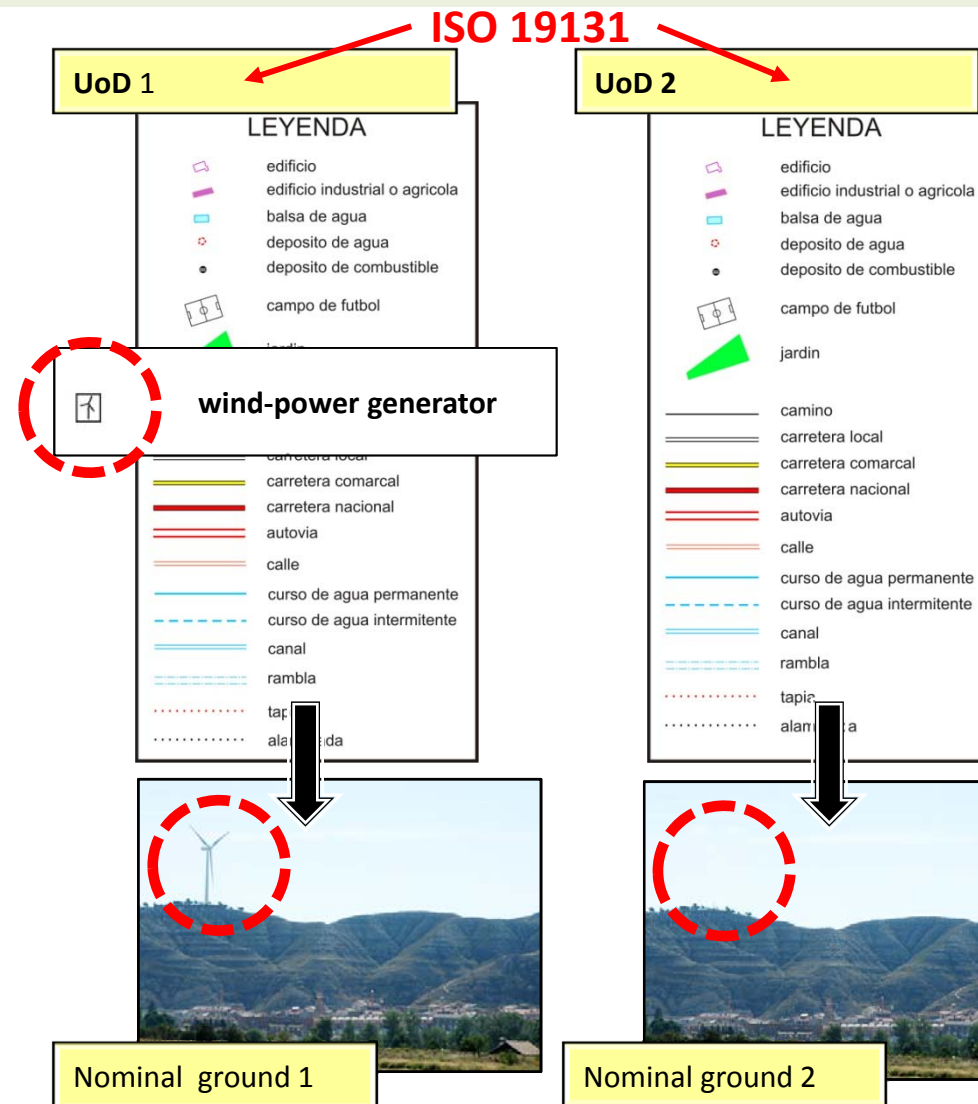 ISO 19131
UoD 1
LEYENDA
edificio
edificio industrial o agricola
balsa de agua
deposito de agua
deposito de combustible
campo de futbol
wind-power generator
carretera local
carretera comarcal
carretera nacional
autovia
calle
curso de agua permanente
curso de agua intermitente
canal
rambla
Nominal ground 1
UoD 2
LEYENDA
edificio
edificio industrial o agricola
balsa de agua
deposito de agua
deposito de combustible
campo de futbol
jardin
camino
carretera local
carretera comarcal
carretera nacional
autovia
calle
curso de agua permanente
curso de agua intermitente
canal
rambla
tapia
Nominal ground 2